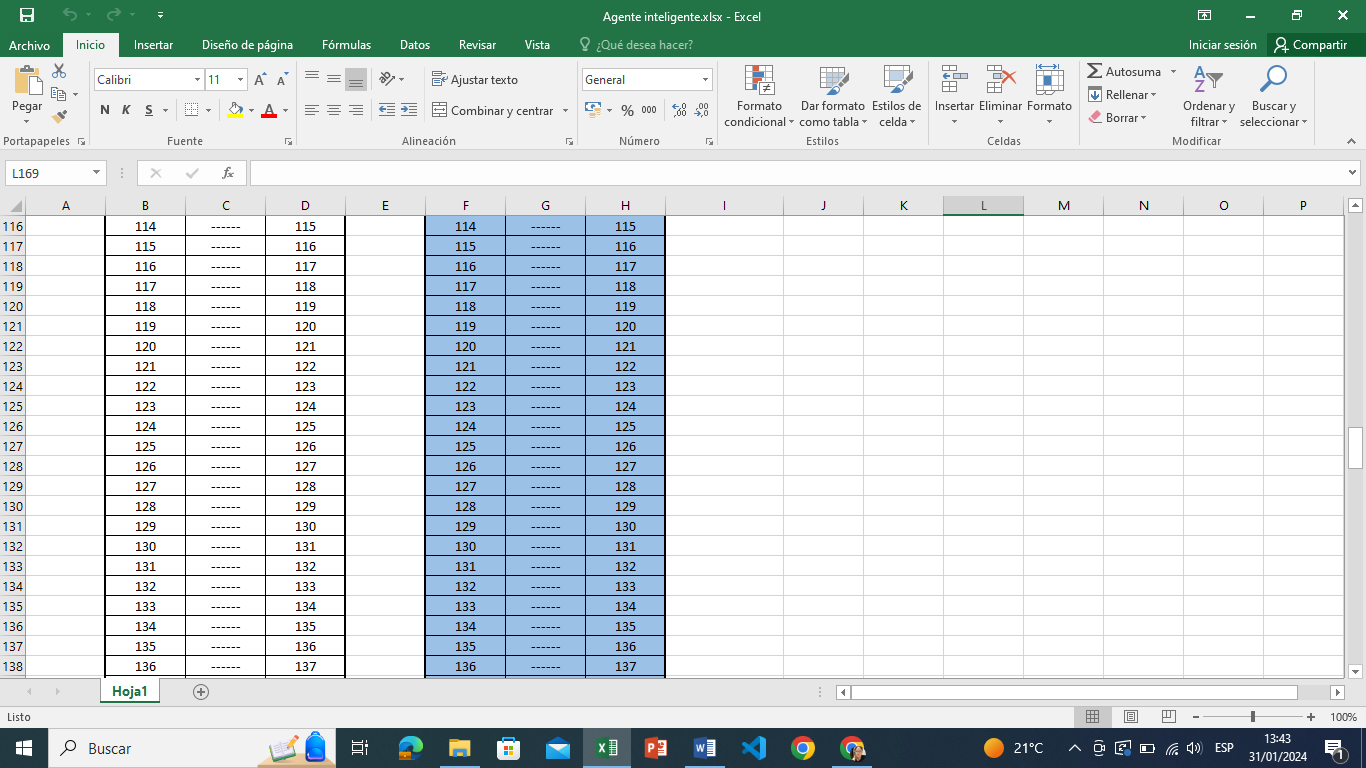 Agente inteligente.xlsx - Excel
Archivo Inicio Insertar Diseño de página Fórmulas Datos Revisar Vista ¿Qué desea hacer? Iniciar sesión Compartir
Pegar
Calibri 11
N K S
Ajustar texto
Combinar y centrar
General
% 000
Formato condicional
Dar formato como tabla
Estilos de celda
Insertar Eliminar Formato
Autosuma
Rellenar
Borrar
Ordenar y filtrar
Buscar y seleccionar
Portapapeles Fuente Alineación Número Estilos Celdas Modificar
L169 fx
A B C D E F G H I J K L M N O P
116 114 ------ 115 114 ------ 115
117 115 ------ 116 115 ------ 116
118 116 ------ 117 116 ------ 117
119 117 ------ 118 117 ------ 118
120 118 ------ 119 118 ------ 119
121 119 ------ 120 119 ------ 120
122 120 ------ 121 120 ------ 121
123 121 ------ 122 121 ------ 122
124 122 ------ 123 122 ------ 123
125 123 ------ 124 123 ------ 124
126 124 ------ 125 124 ------ 125
127 125 ------ 126 125 ------ 126
128 126 ------ 127 126 ------ 127
129 127 ------ 128 127 ------ 128
130 128 ------ 129 128 ------ 129
131 129 ------ 130 129 ------ 130
132 130 ------ 131 130 ------ 131
133 131 ------ 132 131 ------ 132
134 132 ------ 133 132 ------ 133
135 133 ------ 134 133 ------ 134
136 134 ------ 135 134 ------ 135
137 135 ------ 136 135 ------ 136
138 136 ------ 137 136 ------ 137
Hoja1
Listo 100%
Buscar 21°C ESP 13:43
31/01/2024 1